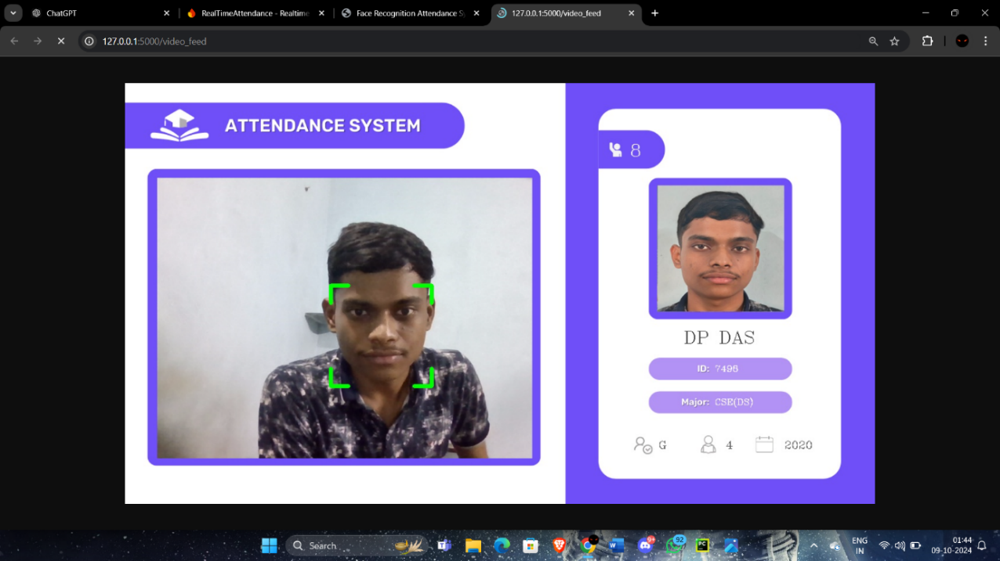 ChatGPT
RealTimeAttendance - Realtime
Face Recognition Attendance S
127.0.0.1:5000/video_feed
127.0.0.1:5000/video_feed
ATTENDANCE SYSTEM
8
DP DAS
ID: 7496
Major: CSE(DS)
G 4 2020
Search
9+
92
PC
ENG
IN
01:44
09-10-2024